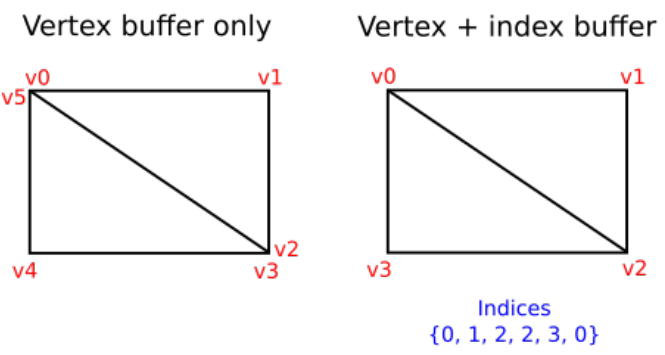 Vertex buffer only
v0
v1
v5
v2
v4
v3
Vertex + index buffer
v0
v1
v3
v2
Indices
{0, 1, 2, 2, 3, 0}